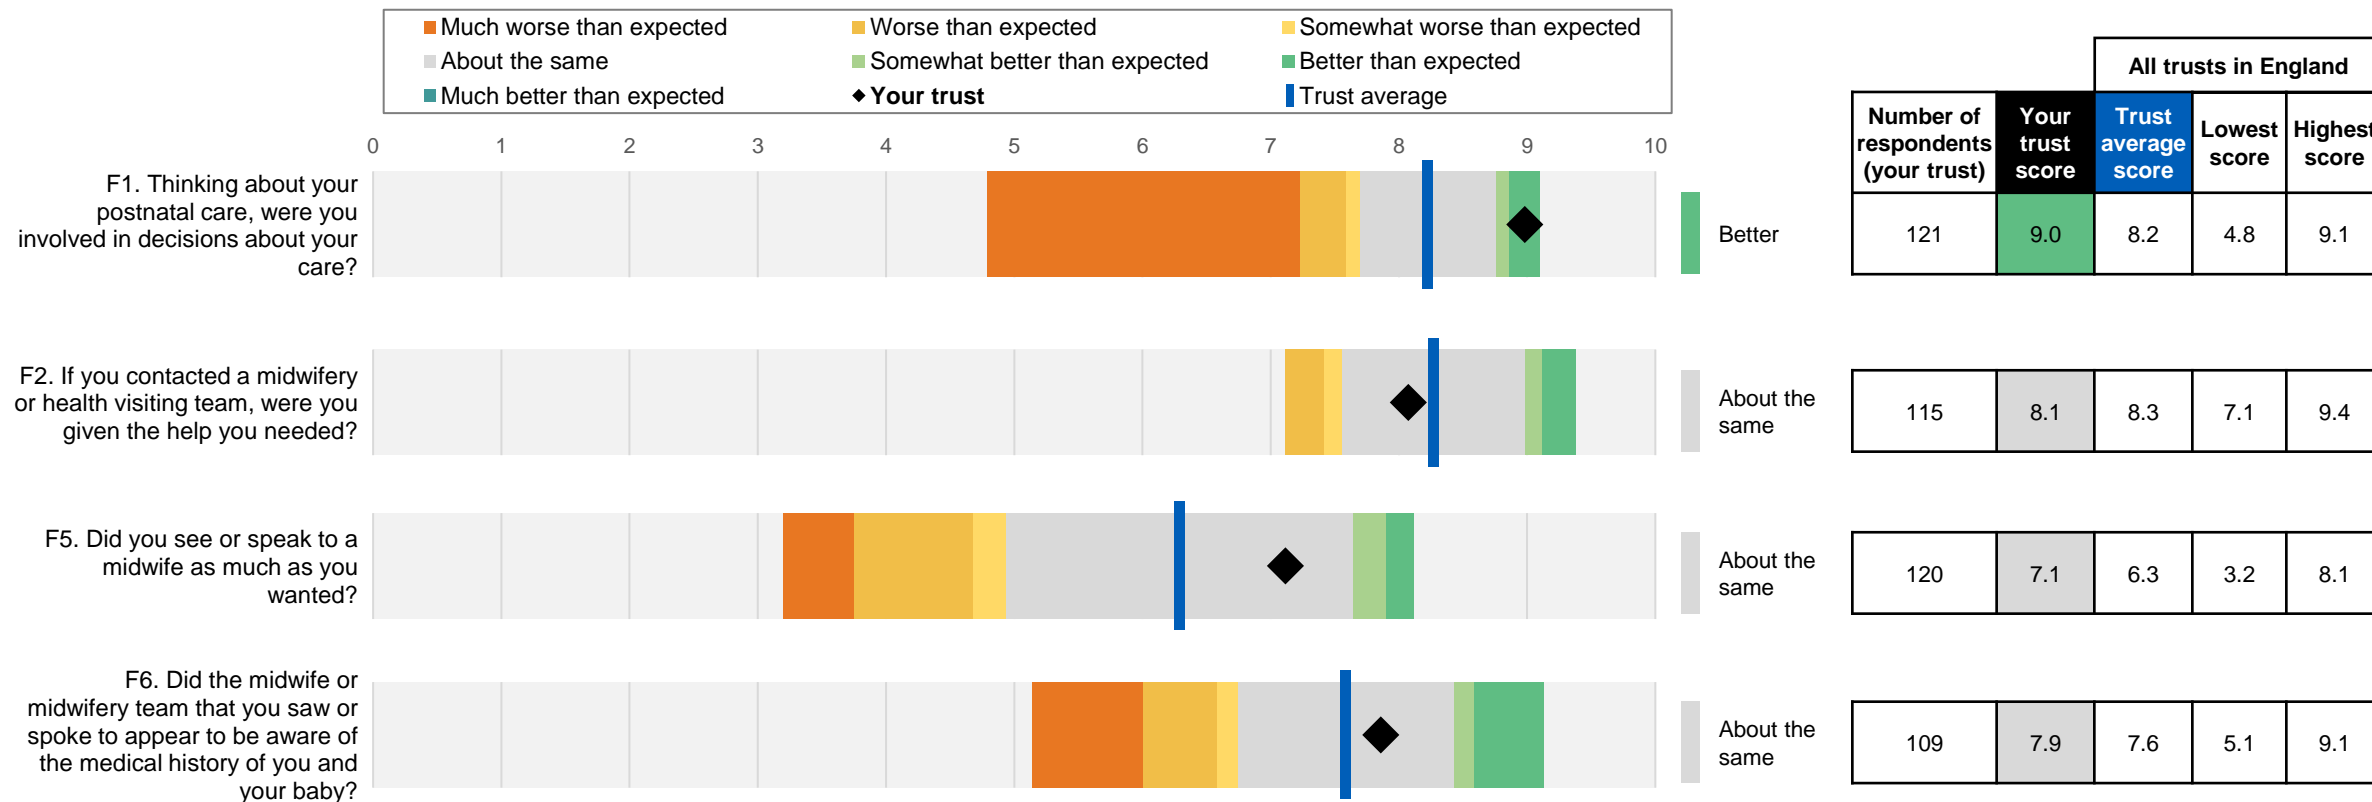 Much worse than expected
Worse than expected
Somewhat worse than expected
About the same
Somewhat better than expected
Better than expected
Much better than expected
Your trust
Trust average
All trusts in England
Number of respondents (your trust)
Your trust score
Trust average score
Lowest score
Highest score
0 1 2 3 4 5 6 7 8 9 10
F1. Thinking about your
postnatal care, were you
involved in decisions about your
care?
Better
121 9.0 8.2 4.8 9.1
F2. If you contacted a midwifery
or health visiting team, were you
given the help you needed?
About the
same
115 8.1 8.3 7.1 9.4
F5. Did you see or speak to a
midwife as much as you
wanted?
About the
same
120 7.1 6.3 3.2 8.1
F6. Did the midwife or
midwifery team that you saw or
spoke to appear to be aware of
the medical history of you and
your baby?
About the
same
109 7.9 7.6 5.1 9.1